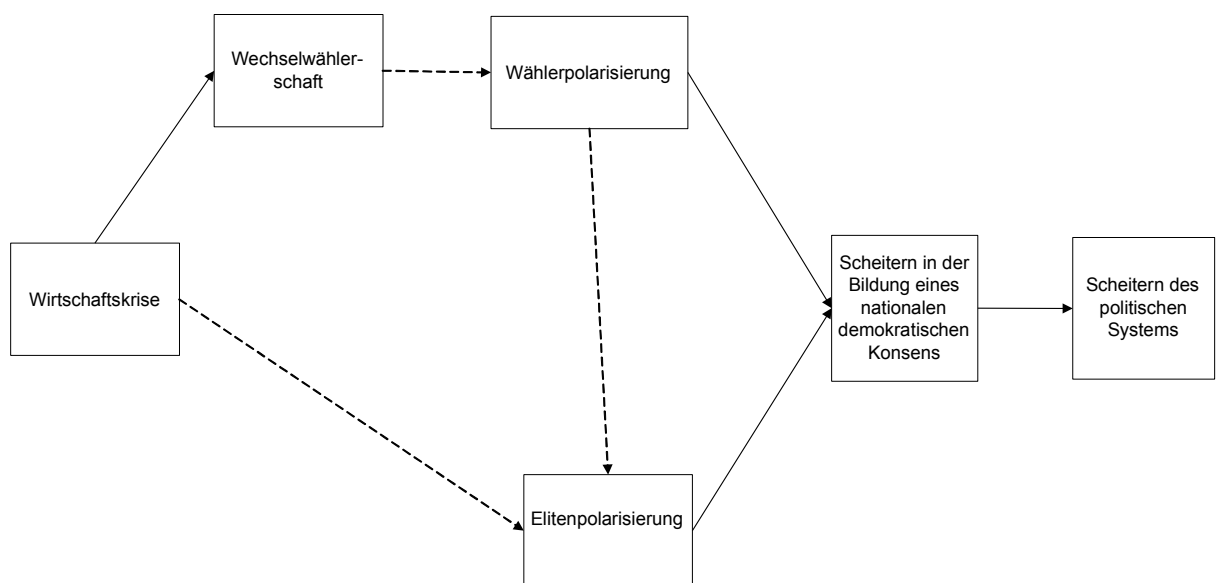 Wechselwähler-
schaft
Wählerpolarisierung
Wirtschaftskrise
Scheitern in der
Bildung eines
nationalen
demokratischen
Konsens
Scheitern des
politischen
Systems
Elitenpolarisierung